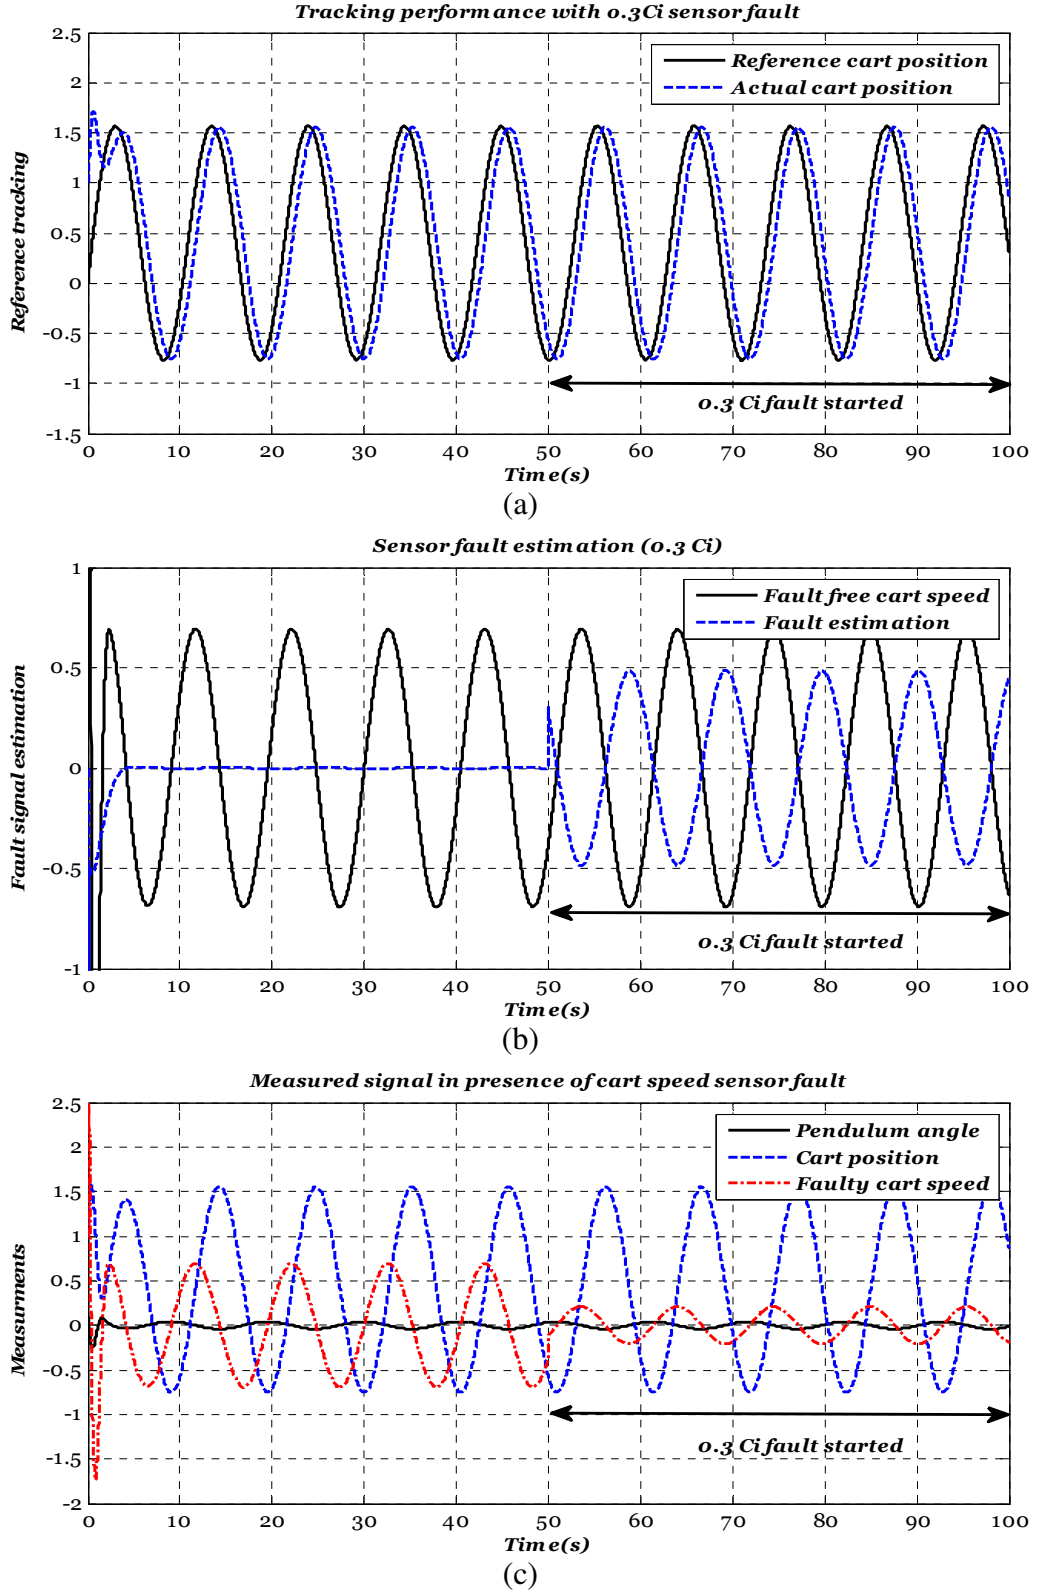 Tracking performance with 0.3Ci sensor fault
2.5
2
1.5
1
0.5
0
-0.5
-1
-1.5
Reference tracking
Reference cart position
Actual cart position
0.3 Ci fault started
0 10 20 30 40 50 60 70 80 90 100
Time(s)
(a)
Sensor fault estimation (0.3 Ci)
1
0.5
0
-0.5
-1
Fault signal estimation
Fault free cart speed
Fault estimation
0.3 Ci fault started
0 10 20 30 40 50 60 70 80 90 100
Time(s)
(b)
Measured signal in presence of cart speed sensor fault
2.5
2
1.5
1
0.5
0
-0.5
-1
-1.5
-2
Measurments
Pendulum angle
Cart position
Faulty cart speed
0.3 Ci fault started
0 10 20 30 40 50 60 70 80 90 100
Time(s)
(c)